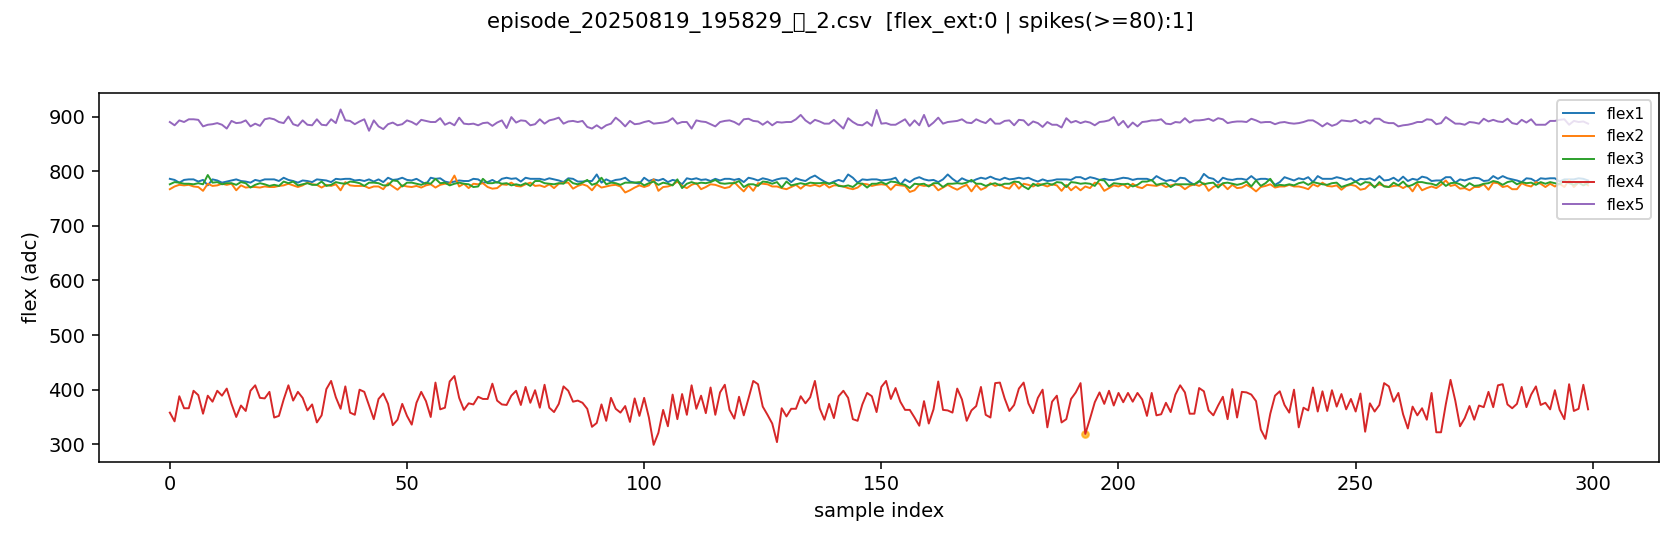 episode_20250819_195829_▯_2.csv  [flex_ext:0 | spikes(>=80):1]
900
800
700
600
500
400
300
flex (adc)
flex1
flex2
flex3
flex4
flex5
0
50
100
150
200
250
300
sample index